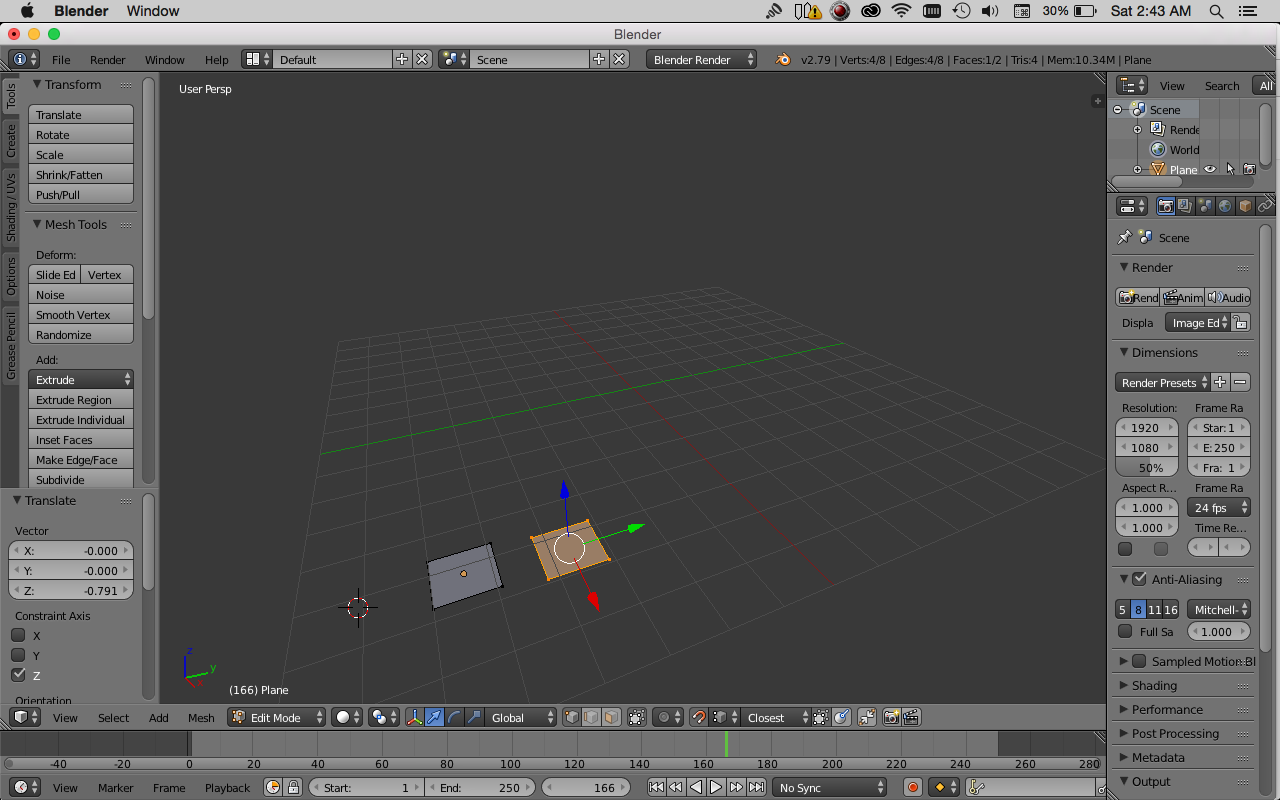 Blender Window 30% Sat 2:43 AM
Blender
File Render Window Help Default Scene Blender Render v2.79 | Verts:4/8 | Edges:4/8 | Faces:1/2 | Tris:4 | Mem:10.34M | Plane
Tools
Create
Shading / UVs
Options
Grease Pencil
Transform
Translate
Rotate
Scale
Shrink/Fatten
Push/Pull
Mesh Tools
Deform:
Slide Ed Vertex
Noise
Smooth Vertex
Randomize
Add:
Extrude
Extrude Region
Extrude Individual
Inset Faces
Make Edge/Face
Subdivide
Translate
Vector
X: -0.000
Y: -0.000
Z: -0.791
Constraint Axis
X
Y
Z
Orientation
User Persp
z
y
(166) Plane
View Select Add Mesh Edit Mode Global Closest
-40 -20 0 20 40 60 80 100 120 140 160 180 200 220 240 260 280
View Marker Frame Playback Start: 1 End: 250 166 No Sync
View Search All
Scene
Rende
World
Plane
Scene
Render
Rend Anim Audio
Displa Image Ed
Dimensions
Render Presets
Resolution: Frame Ra
1920 Star: 1
1080 E: 250
50% Fra: 1
Aspect R... Frame Ra
1.000 24 fps
1.000 Time Re...
Anti-Aliasing
5 8 11 16 Mitchell-
Full Sa 1.000
Sampled Motion Bl
Shading
Performance
Post Processing
Metadata
Output